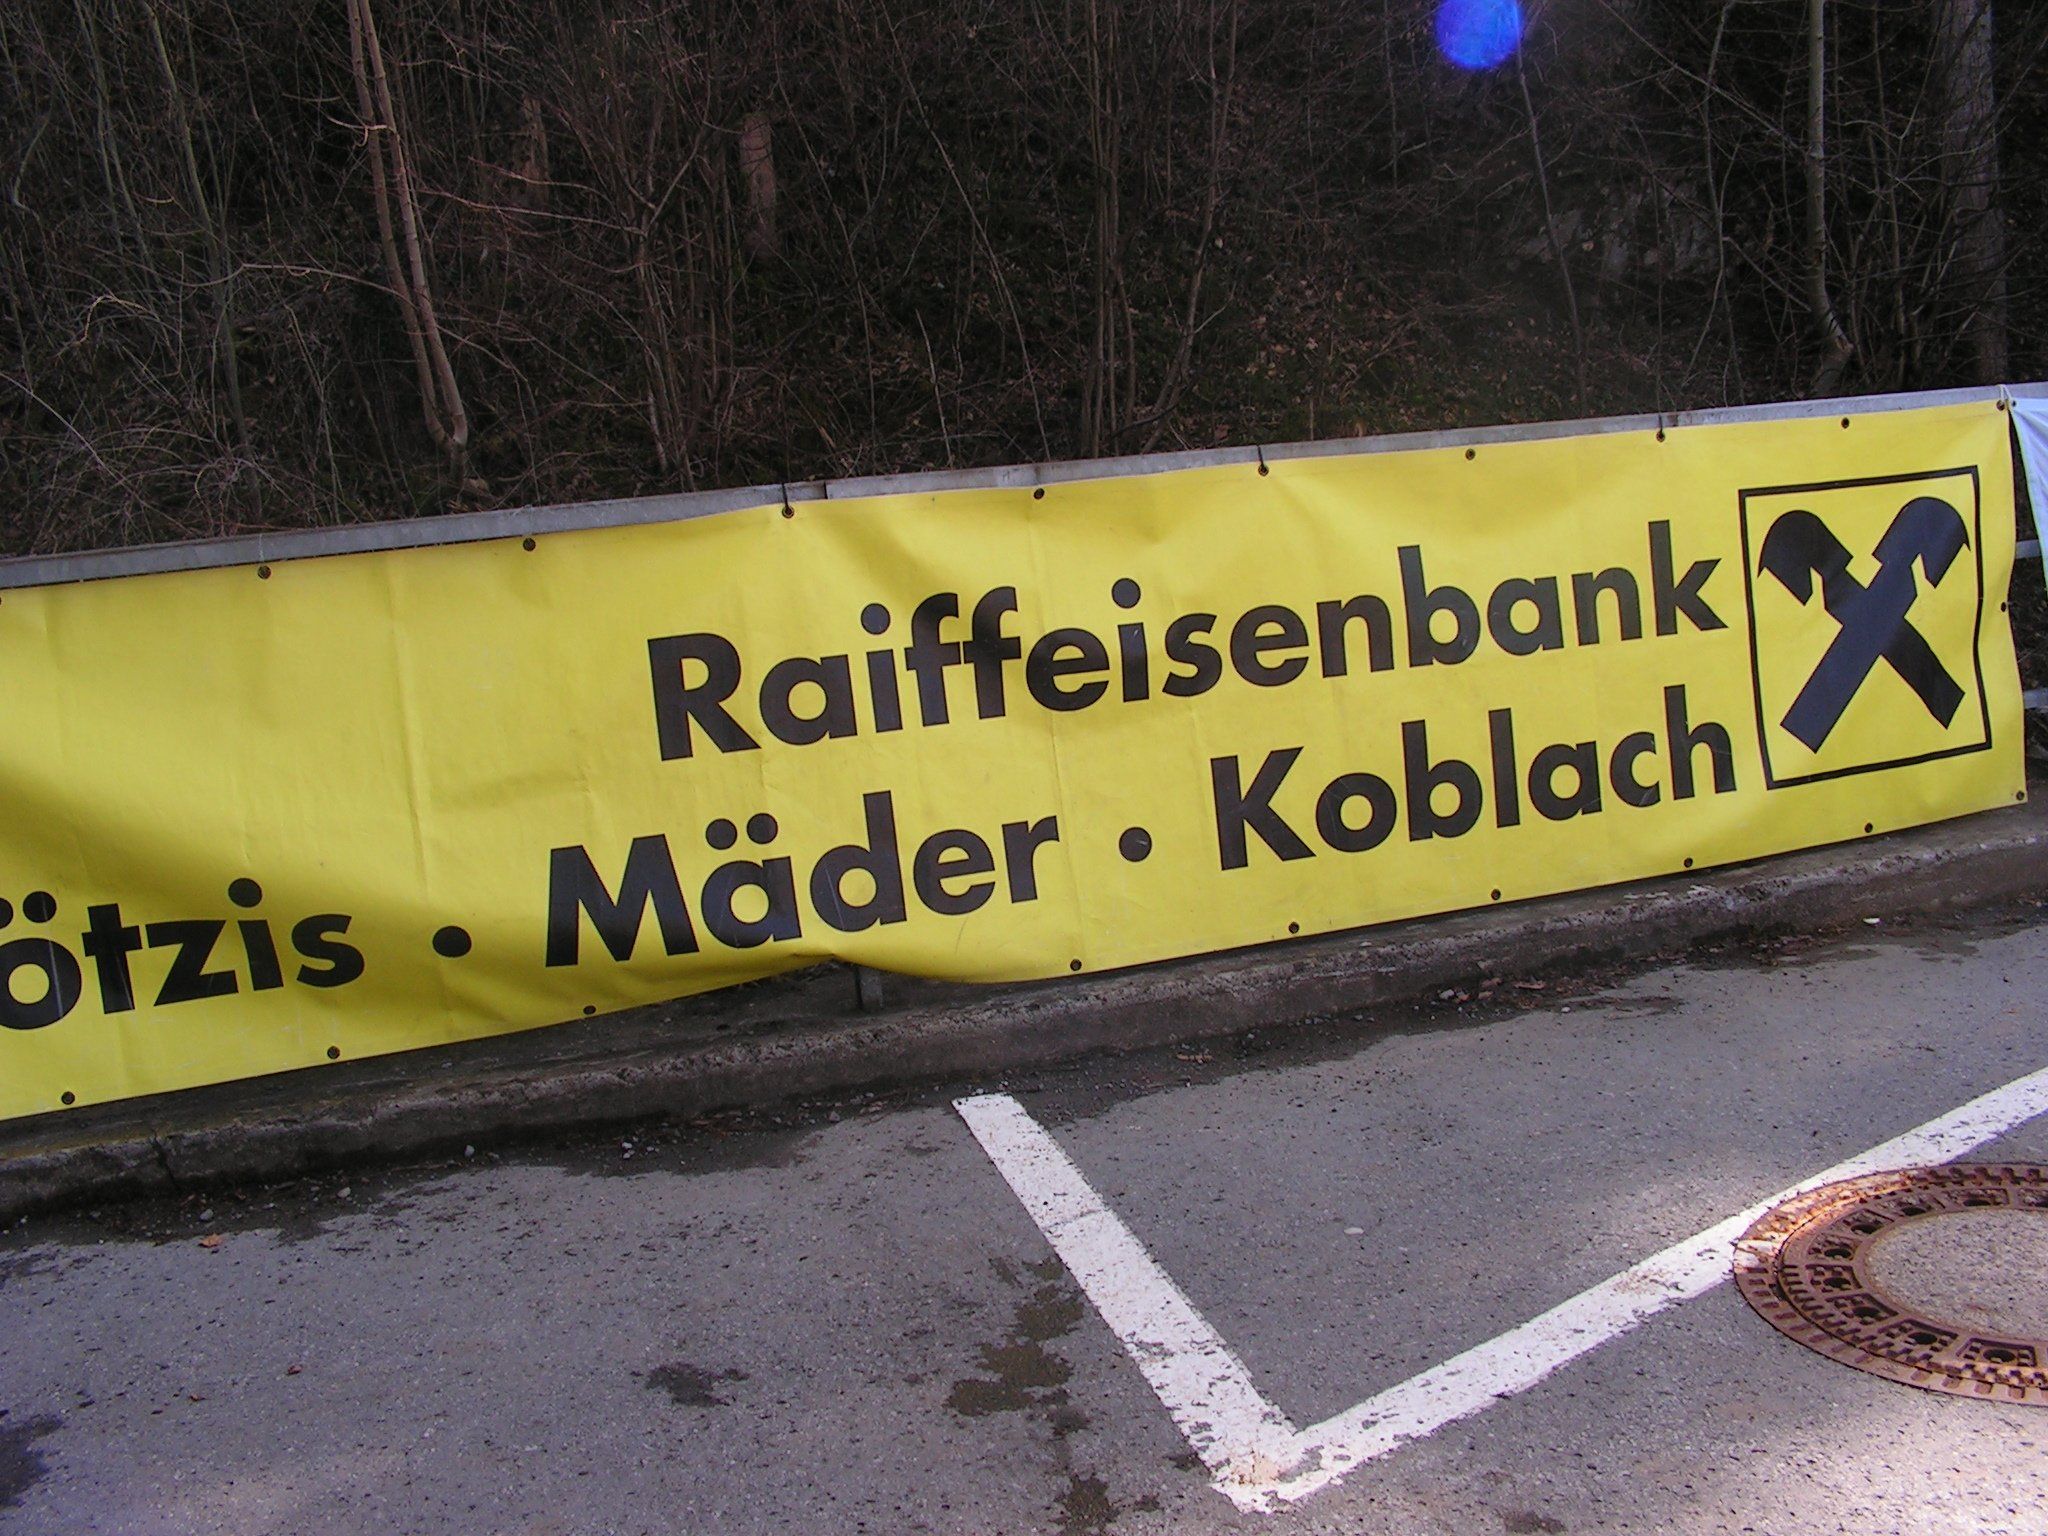 Raiffeisenbank
ötzis • Mäder • Koblach